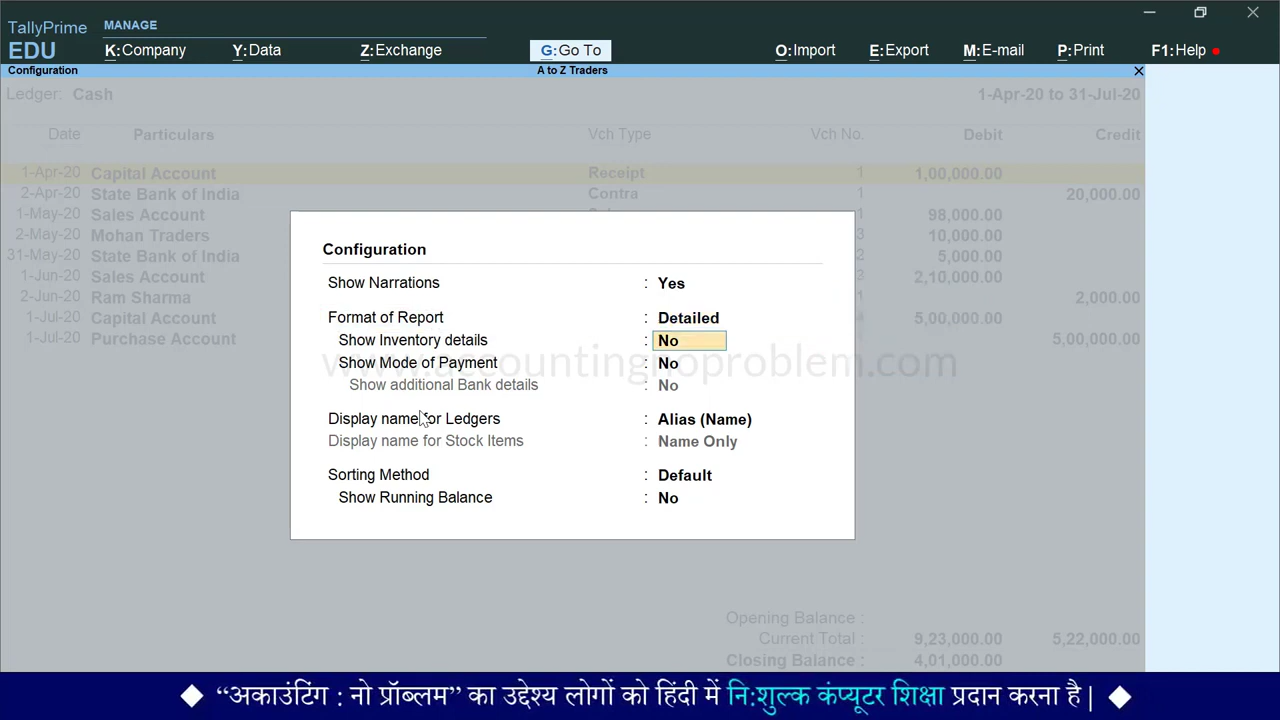 TallyPrime MANAGE
EDU K:Company Y:Data Z:Exchange G:Go To O:Import E:Export M:E-mail P:Print F1:Help
Configuration A to Z Traders
Ledger: Cash 1-Apr-20 to 31-Jul-20
Date Particulars Vch Type Vch No. Debit Credit
1-Apr-20 Capital Account Receipt 1 1,00,000.00
2-Apr-20 State Bank of India Contra 1 20,000.00
1-May-20 Sales Account 1 98,000.00
2-May-20 Mohan Traders 3 10,000.00
31-May-20 State Bank of India 2 5,000.00
1-Jun-20 Sales Account 3 2,10,000.00
2-Jun-20 Ram Sharma 1 2,000.00
1-Jul-20 Capital Account 5,00,000.00
1-Jul-20 Purchase Account 5,00,000.00
Configuration
Show Narrations : Yes
Format of Report : Detailed
Show Inventory details : No
Show Mode of Payment : No
www.accountingnoproblem.com
Show additional Bank details : No
Display name for Ledgers : Alias (Name)
Display name for Stock Items : Name Only
Sorting Method : Default
Show Running Balance : No
Opening Balance :
Current Total : 9,23,000.00 5,22,000.00
Closing Balance : 4,01,000.00
“अकाउंटिंग : नो प्रॉब्लम” का उद्देश्य लोगों को हिंदी में नि:शुल्क कंप्यूटर शिक्षा प्रदान करना है|